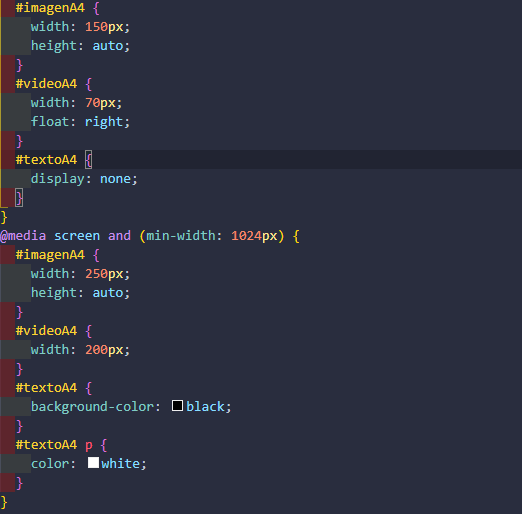 #imagenA4 {
width: 150px;
height: auto;
}
#videoA4 {
width: 70px;
float: right;
}
#textoA4 {
display: none;
}
}
@media screen and (min-width: 1024px) {
#imagenA4 {
width: 250px;
height: auto;
}
#videoA4 {
width: 200px;
}
#textoA4 {
background-color: black;
}
#textoA4 p {
color: white;
}
}